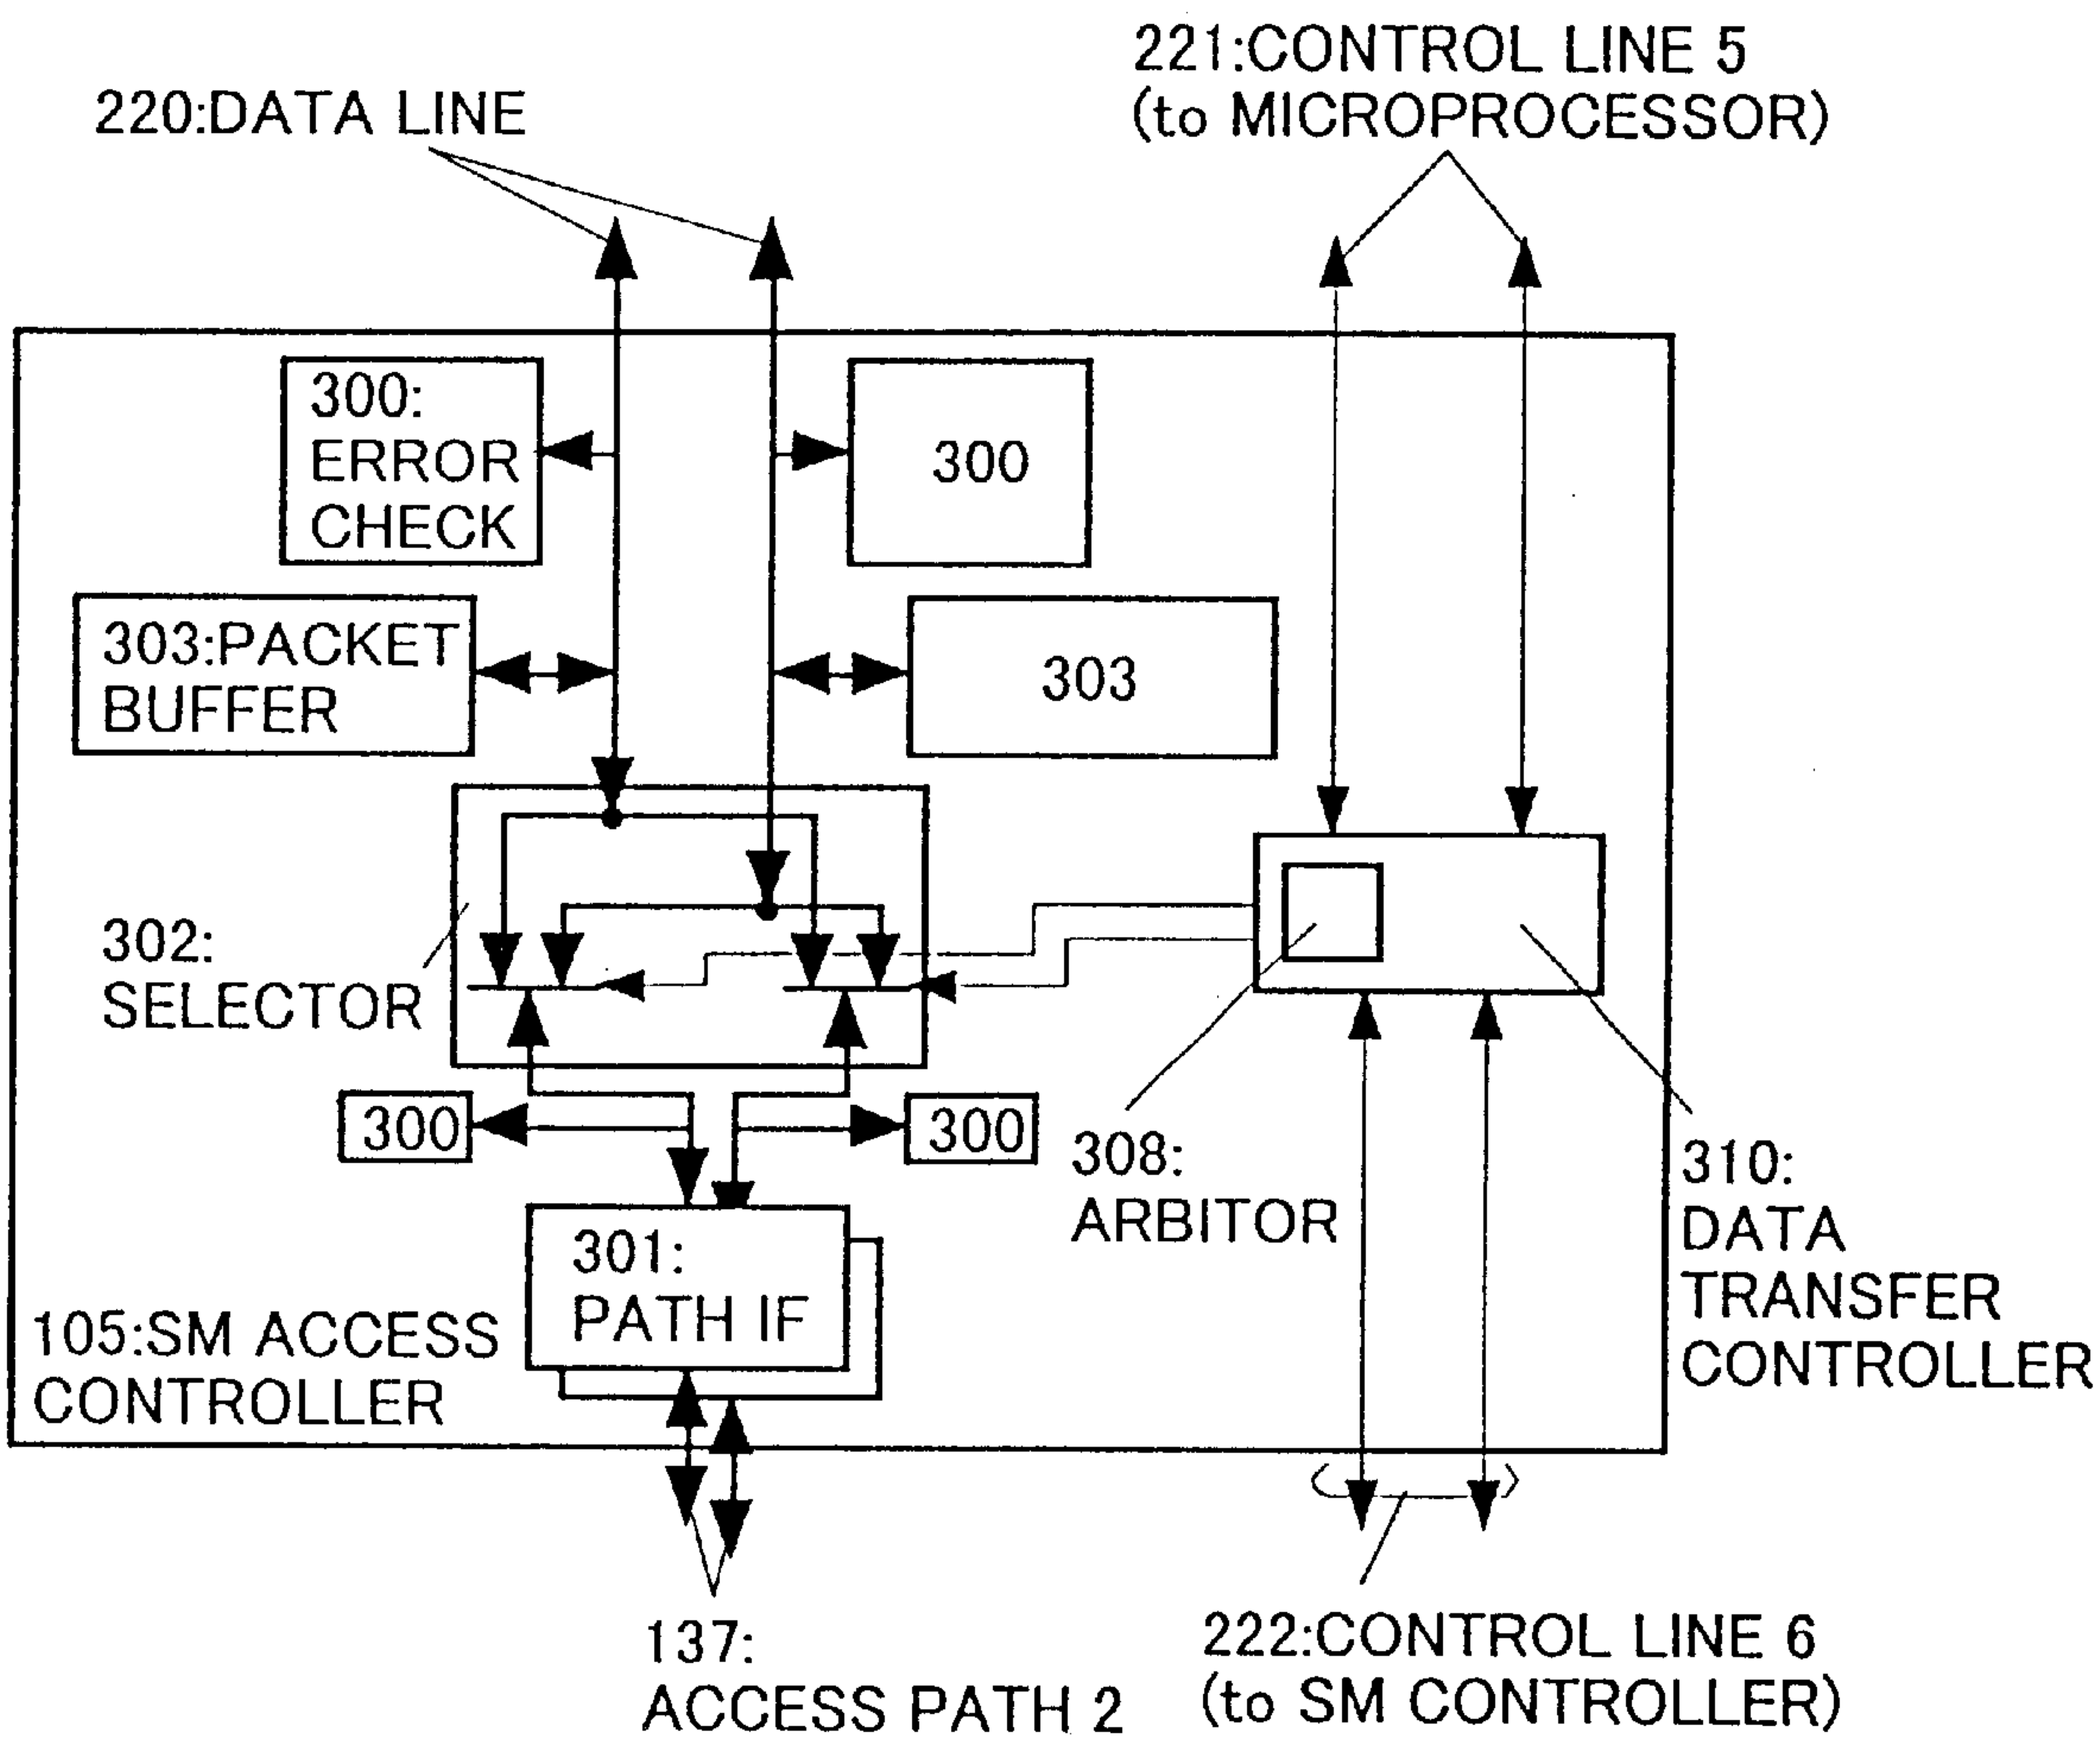 221:CONTROL LINE 5
(to MICROPROCESSOR)
220:DATA LINE
300:
ERROR
CHECK
300
303:PACKET
BUFFER
303
302:
SELECTOR
300
300
308:
ARBITOR
310:
DATA
TRANSFER
CONTROLLER
301:
PATH IF
105:SM ACCESS
CONTROLLER
137:
ACCESS PATH 2
222:CONTROL LINE 6
(to SM CONTROLLER)